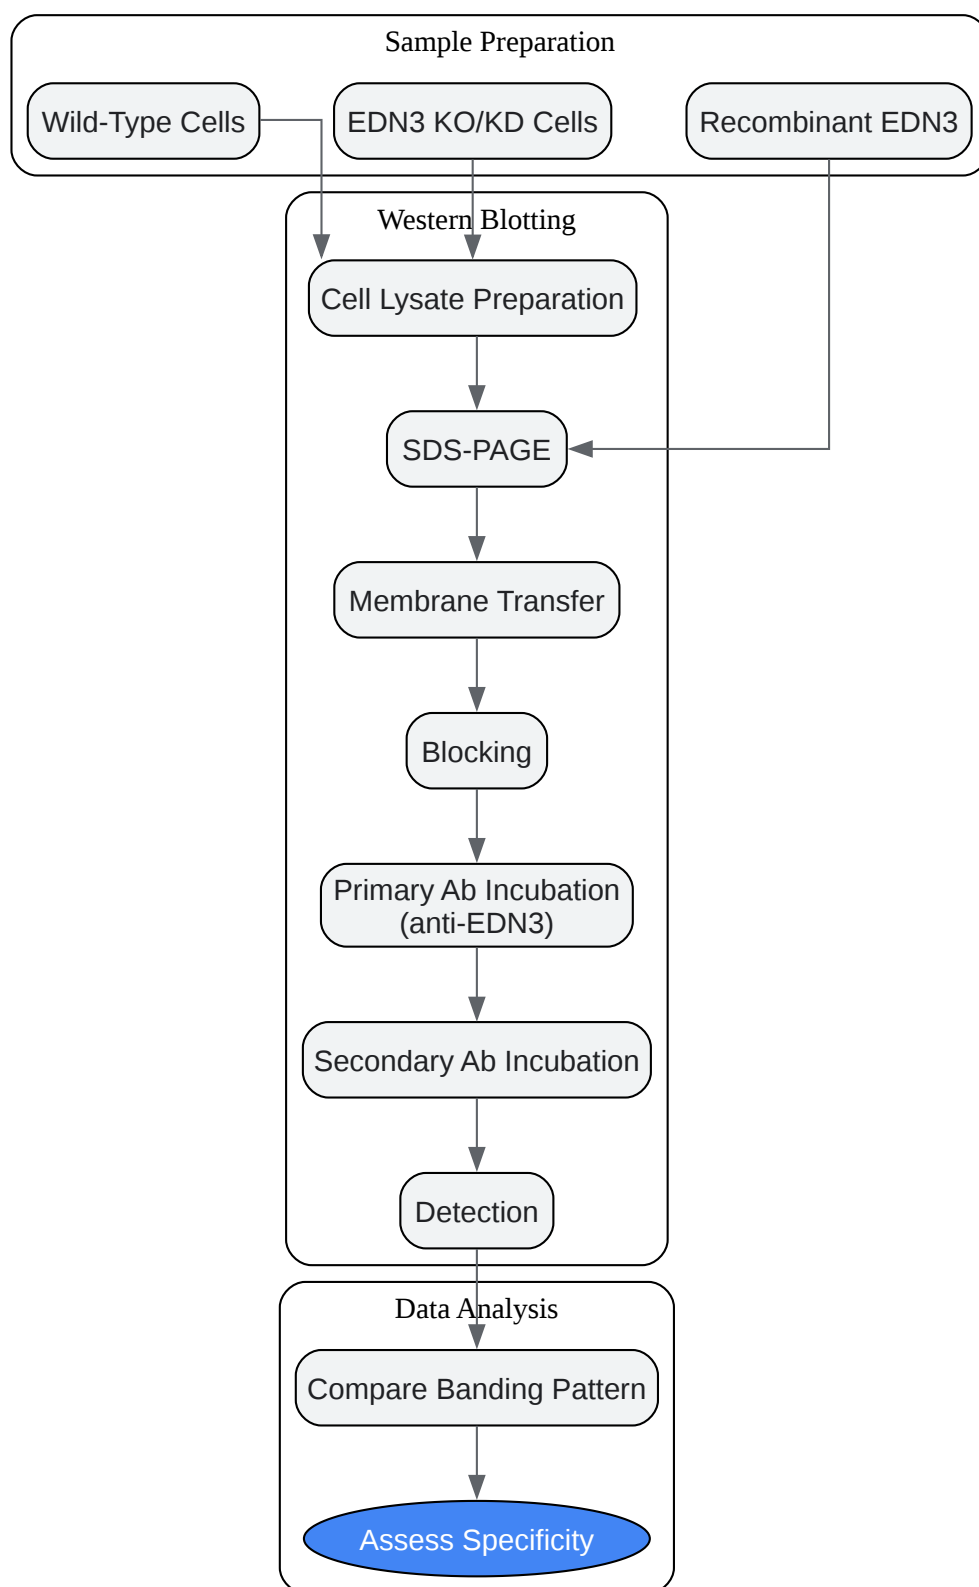 Sample Preparation
Wild-Type Cells
EDN3 KO/KD Cells
Recombinant EDN3
Western Blotting
Cell Lysate Preparation
SDS-PAGE
Membrane Transfer
Blocking
Primary Ab Incubation
(anti-EDN3)
Secondary Ab Incubation
Detection
Data Analysis
Compare Banding Pattern
Assess Specificity